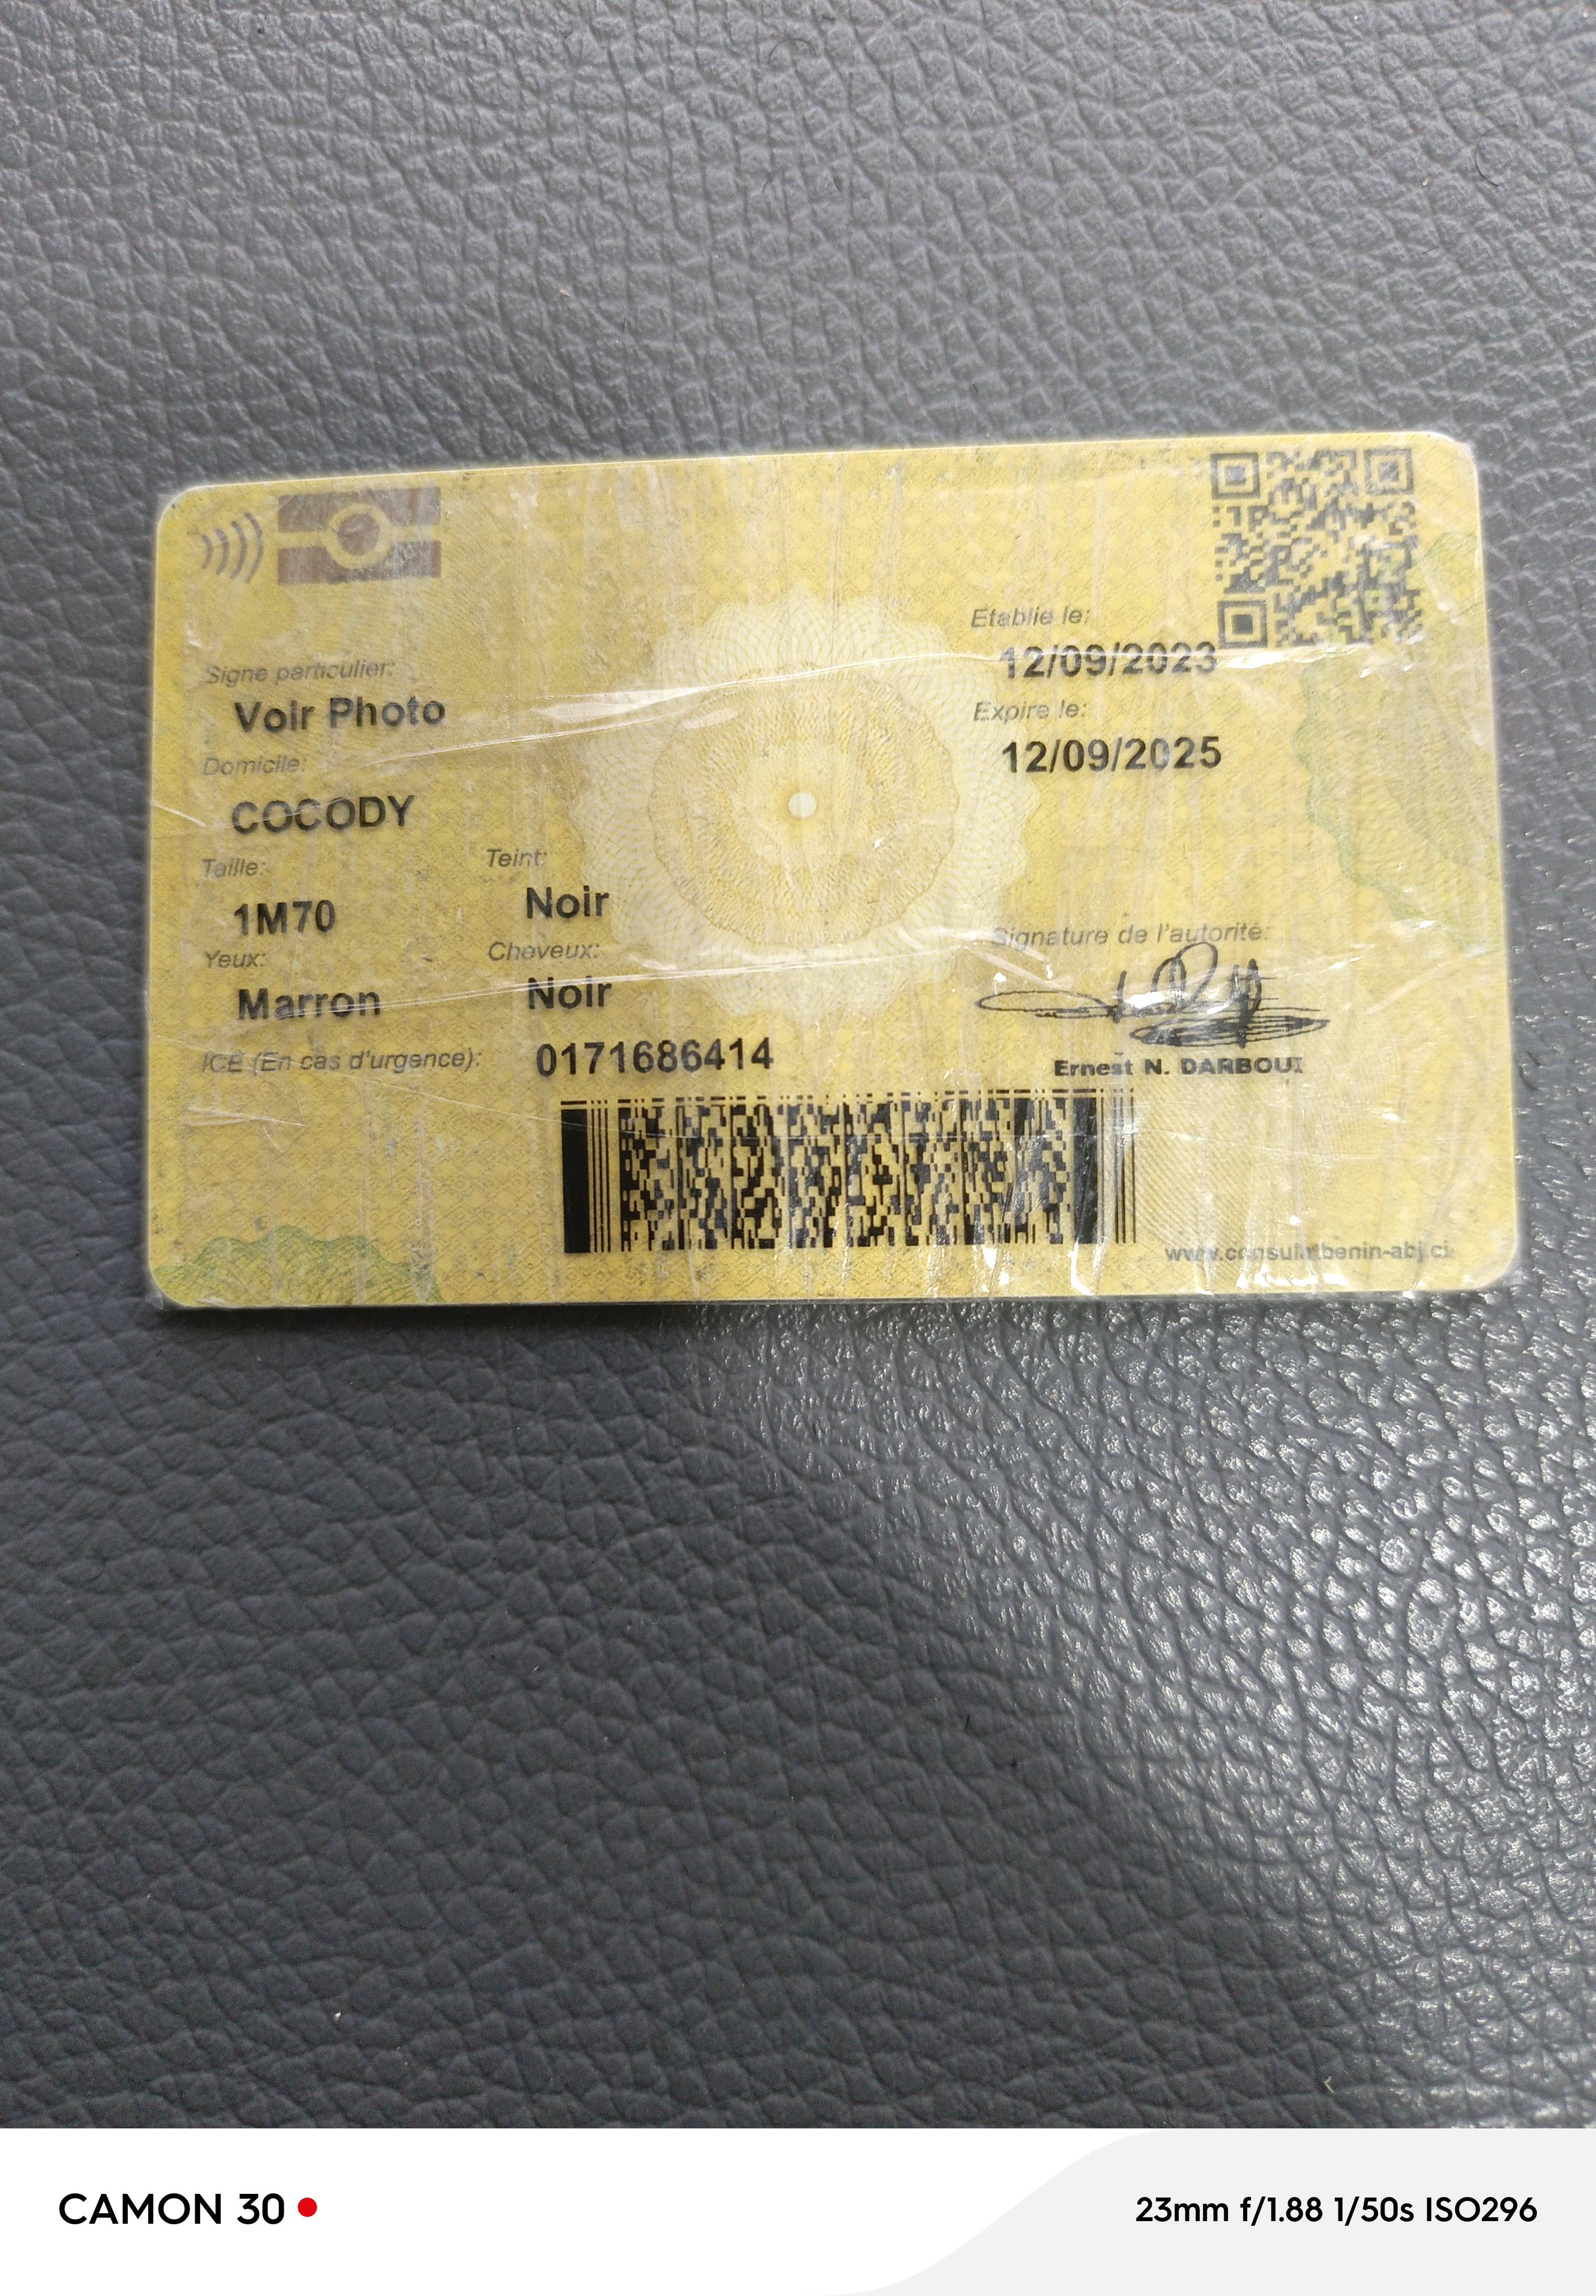 Signe particulier:
Voir Photo
Domicile:
COCODY
Taille:
1M70
Teint:
Noir
Yeux:
Marron
Cheveux:
Noir
ICE (En cas d'urgence):
0171686414
Etablie le:
12/09/2023
Expire le:
12/09/2025
Signature de l'autorité:
Ernest N. DARBOUX
www.consulatbenin-abj.ci
CAMON 30
23mm f/1.88 1/50s ISO296